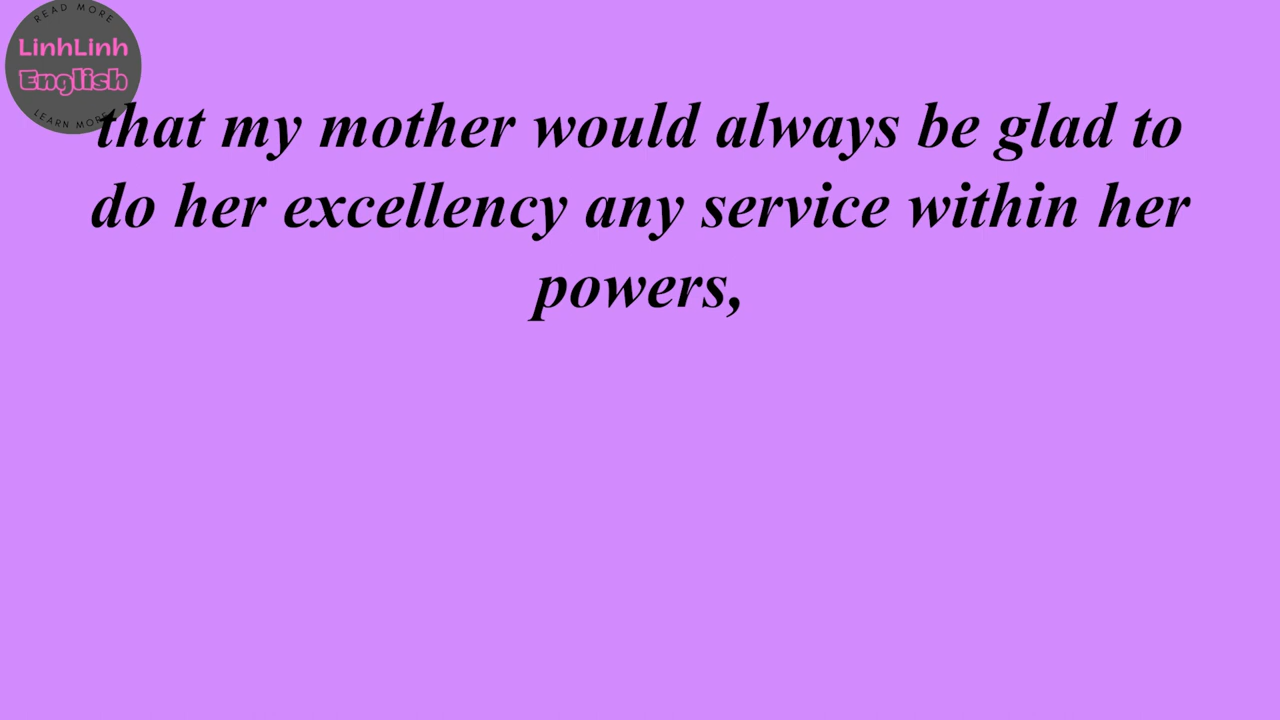 READ MORE
LinhLinh
English
LEARN MORE
that my mother would always be glad to
do her excellency any service within her
powers,